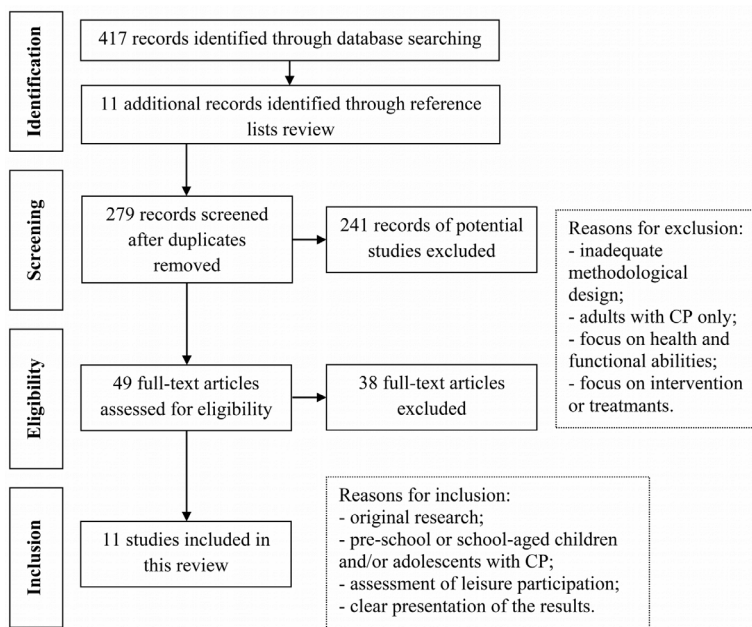 Identification
417 records identified through database searching
11 additional records identified through reference
lists review
Screening
279 records screened
after duplicates
removed
241 records of potential
studies excluded
Reasons for exclusion:
- inadequate
methodological
design;
- adults with CP only;
- focus on health and
functional abilities;
- focus on intervention
or treatmants.
Eligibility
49 full-text articles
assessed for eligibility
38 full-text articles
excluded
Inclusion
11 studies included in
this review
Reasons for inclusion:
- original research;
- pre-school or school-aged children
and/or adolescents with CP;
- assessment of leisure participation;
- clear presentation of the results.